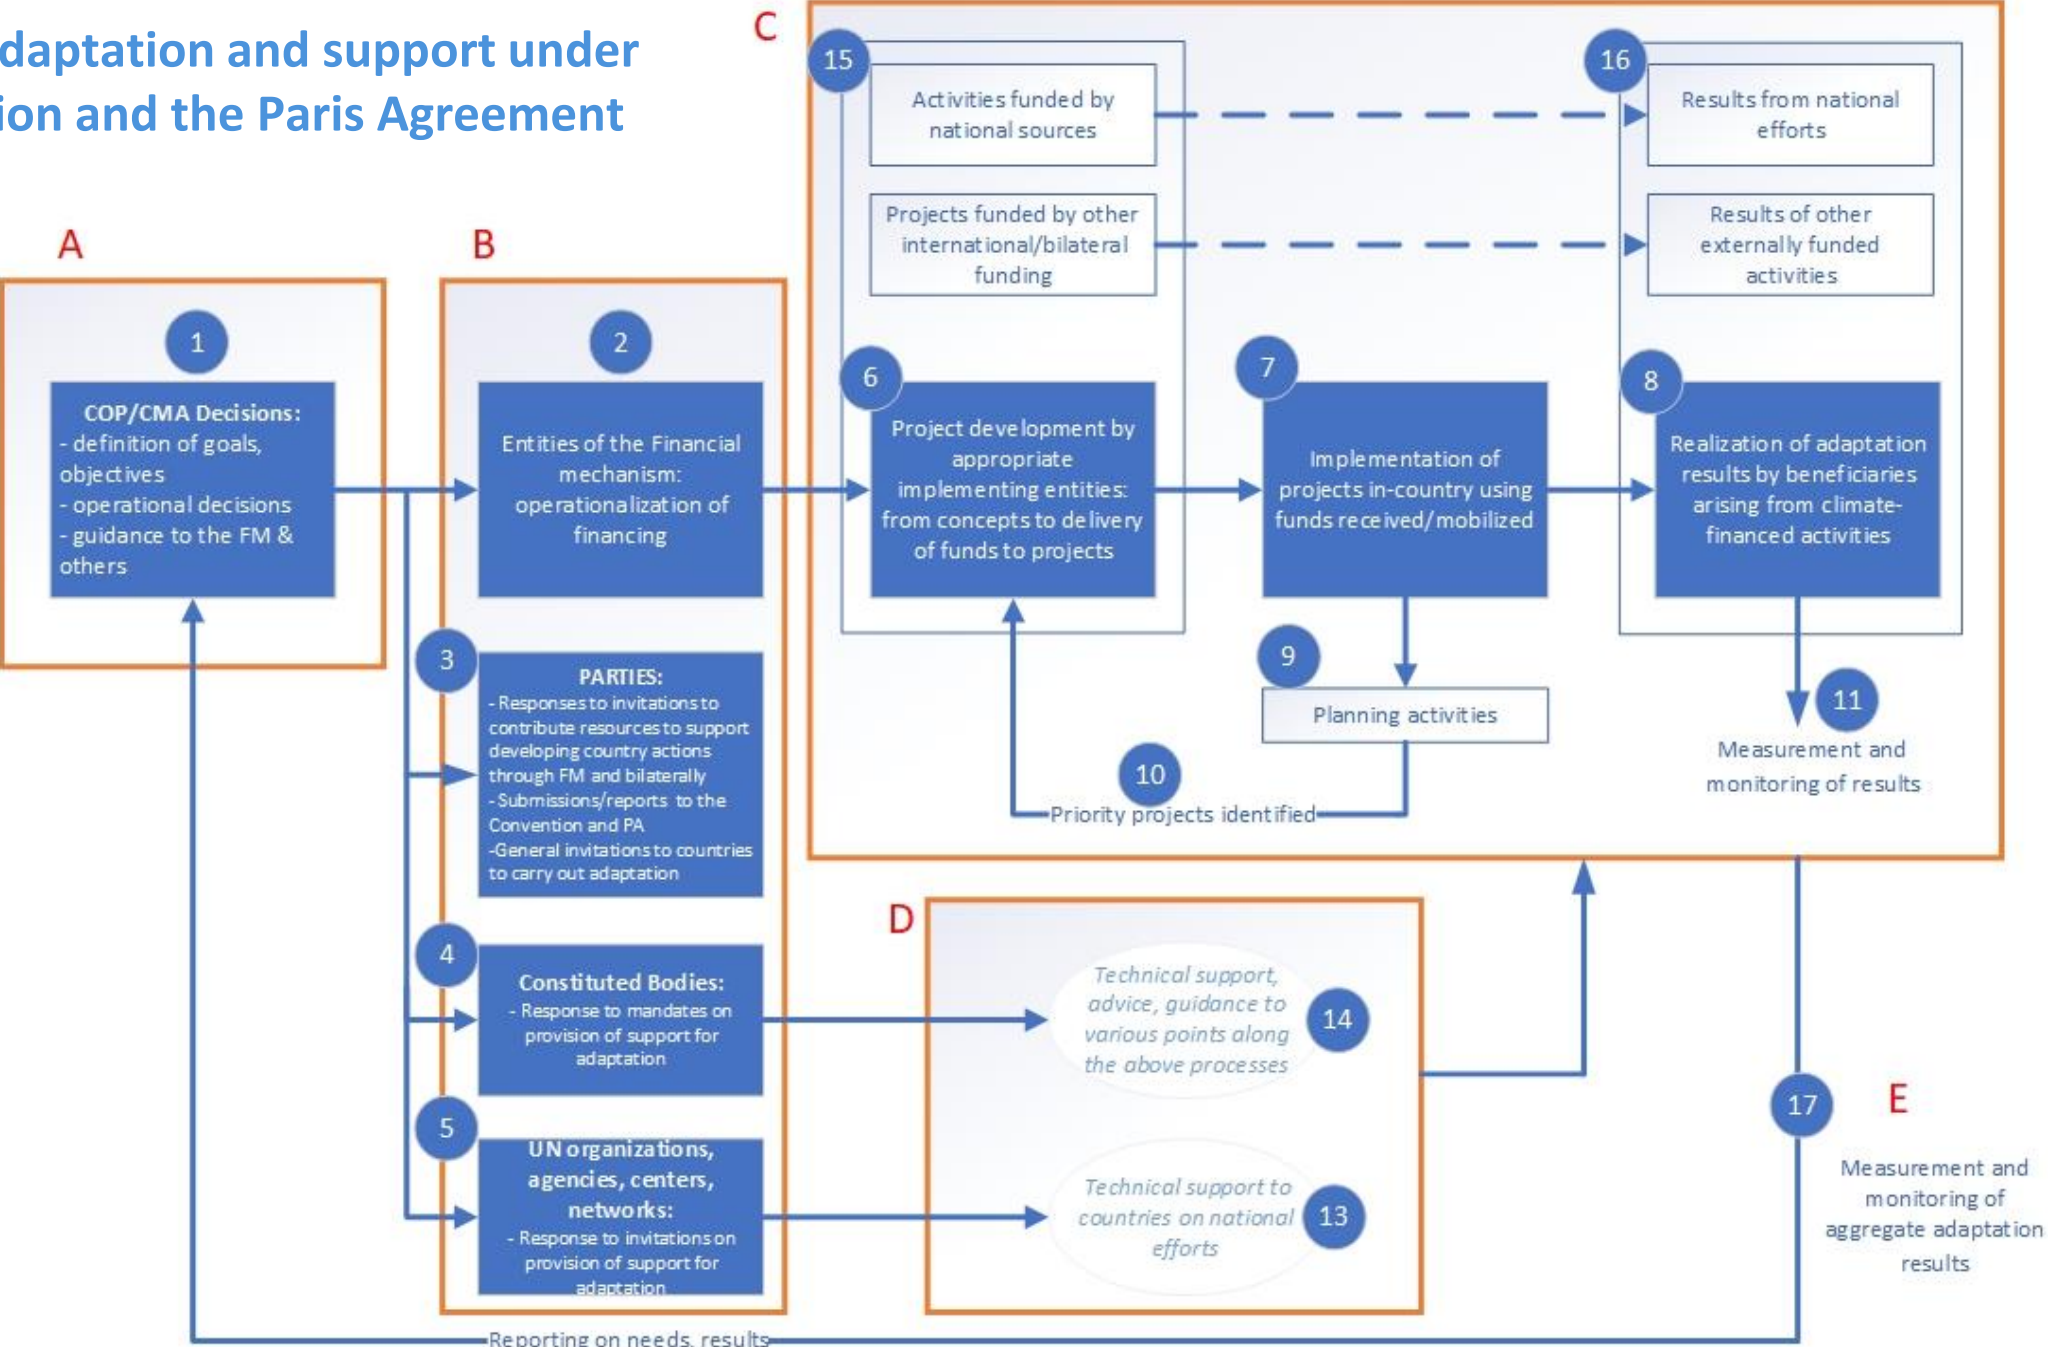 daptation and support under
ion and the Paris Agreement
A
1
COP/CMA Decisions:
- definition of goals,
objectives
- operational decisions
- guidance to the FM &
others
B
2
Entities of the Financial
mechanism:
operationalization of
financing
3
PARTIES:
- Responses to invitations to
contribute resources to support
developing country actions
through FM and bilaterally
- Submissions/reports to the
Convention and PA
-General invitations to countries
to carry out adaptation
4
Constituted Bodies:
- Response to mandates on
provision of support for
adaptation
5
UN organizations,
agencies, centers,
networks:
- Response to invitations on
provision of support for
adaptation
C
15
Activities funded by
national sources
Projects funded by other
international/bilateral
funding
16
Results from national
efforts
Results of other
externally funded
activities
6
Project development by
appropriate
implementing entities:
from concepts to delivery
of funds to projects
7
Implementation of
projects in-country using
funds received/mobilized
8
Realization of adaptation
results by beneficiaries
arising from climate-
financed activities
9
Planning activities
10
Priority projects identified
11
Measurement and
monitoring of results
D
Technical support,
advice, guidance to
various points along
the above processes
14
Technical support to
countries on national
efforts
13
17
E
Measurement and
monitoring of
aggregate adaptation
results
Reporting on needs, results